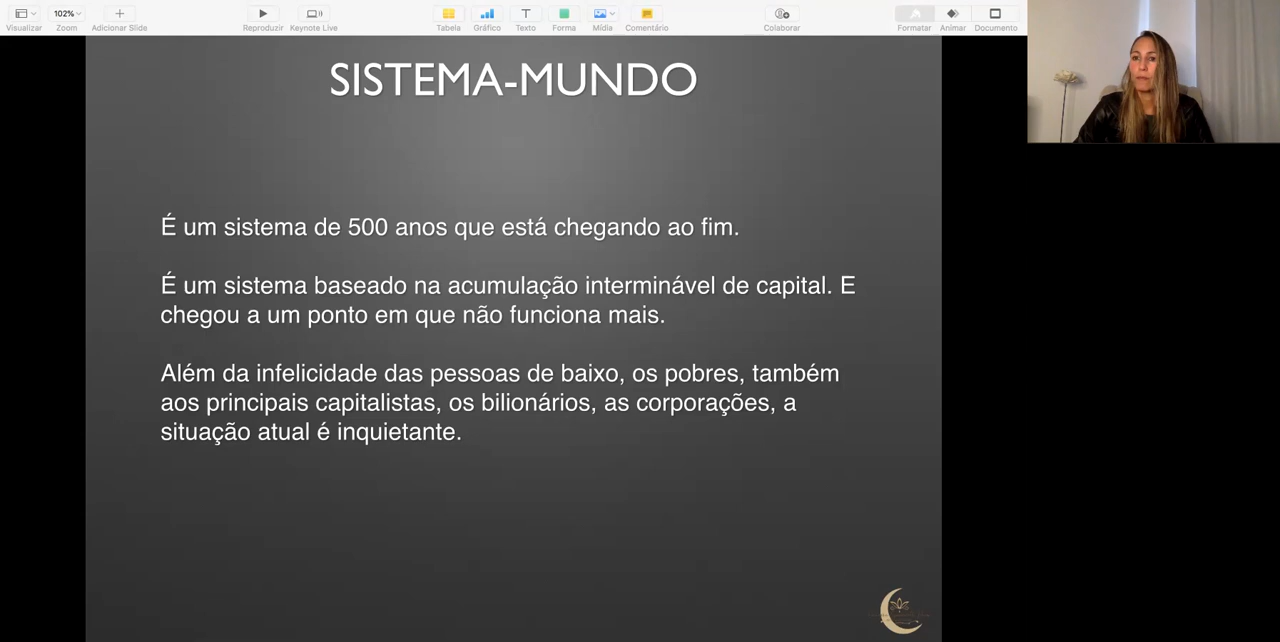 Visualizar
102%
Zoom
Adicionar Slide
Reproduzir
Keynote Live
Tabela
Gráfico
T
Texto
Forma
Mídia
Comentário
Colaborar
Formatar
Animar
Documento
SISTEMA-MUNDO
É um sistema de 500 anos que está chegando ao fim.
É um sistema baseado na acumulação interminável de capital. E
chegou a um ponto em que não funciona mais.
Além da infelicidade das pessoas de baixo, os pobres, também
aos principais capitalistas, os bilionários, as corporações, a
situação atual é inquietante.